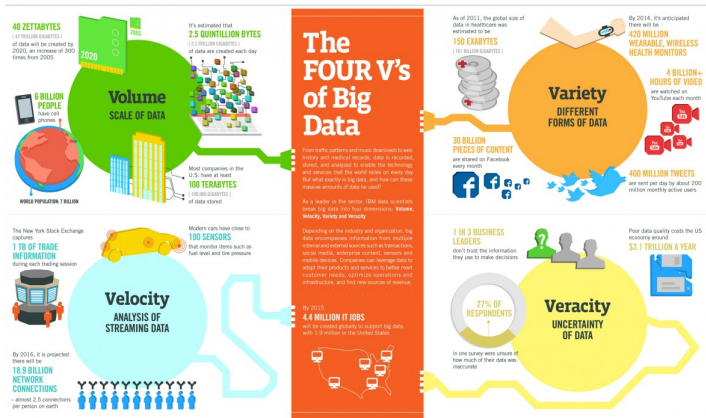 40 ZETTABYTES
[ 43 TRILLION GIGABYTES ]
of data will be created by
2020, an increase of 300
times from 2005
2020
It's estimated that
2.5 QUINTILLION BYTES
[ 2.3 TRILLION GIGABYTES ]
of data are created each day
6 BILLION
PEOPLE
have cell
phones
WORLD POPULATION: 7 BILLION
Volume
SCALE OF DATA
Most companies in the
U.S. have at least
100 TERABYTES
[ 100,000 GIGABYTES ]
of data stored
The New York Stock Exchange
captures
1 TB OF TRADE
INFORMATION
during each trading session
Modern cars have close to
100 SENSORS
that monitor items such as
fuel level and tire pressure
Velocity
ANALYSIS OF
STREAMING DATA
By 2016, it is projected
there will be
18.9 BILLION
NETWORK
CONNECTIONS
– almost 2.5 connections
per person on earth
The
FOUR V's
of Big
Data
From traffic patterns and music downloads to web
history and medical records, data is recorded,
stored, and analyzed to enable the technology
and services that the world relies on every day.
But what exactly is big data, and how can these
massive amounts of data be used?
As a leader in the sector, IBM data scientists
break big data into four dimensions: Volume,
Velocity, Variety and Veracity
Depending on the industry and organization, big
data encompasses information from multiple
internal and external sources such as transactions,
social media, enterprise content, sensors and
mobile devices. Companies can leverage data to
adapt their products and services to better meet
customer needs, optimize operations and
infrastructure, and find new sources of revenue.
By 2015
4.4 MILLION IT JOBS
will be created globally to support big data,
with 1.9 million in the United States
As of 2011, the global size of
data in healthcare was
estimated to be
150 EXABYTES
[ 161 BILLION GIGABYTES ]
By 2014, it's anticipated
there will be
420 MILLION
WEARABLE, WIRELESS
HEALTH MONITORS
4 BILLION+
HOURS OF VIDEO
are watched on
YouTube each month
Variety
DIFFERENT
FORMS OF DATA
30 BILLION
PIECES OF CONTENT
are shared on Facebook
every month
400 MILLION TWEETS
are sent per day by about 200
million monthly active users
1 IN 3 BUSINESS
LEADERS
don't trust the information
they use to make decisions
Poor data quality costs the US
economy around
$3.1 TRILLION A YEAR
27% OF
RESPONDENTS
in one survey were unsure of
how much of their data was
inaccurate
Veracity
UNCERTAINTY
OF DATA